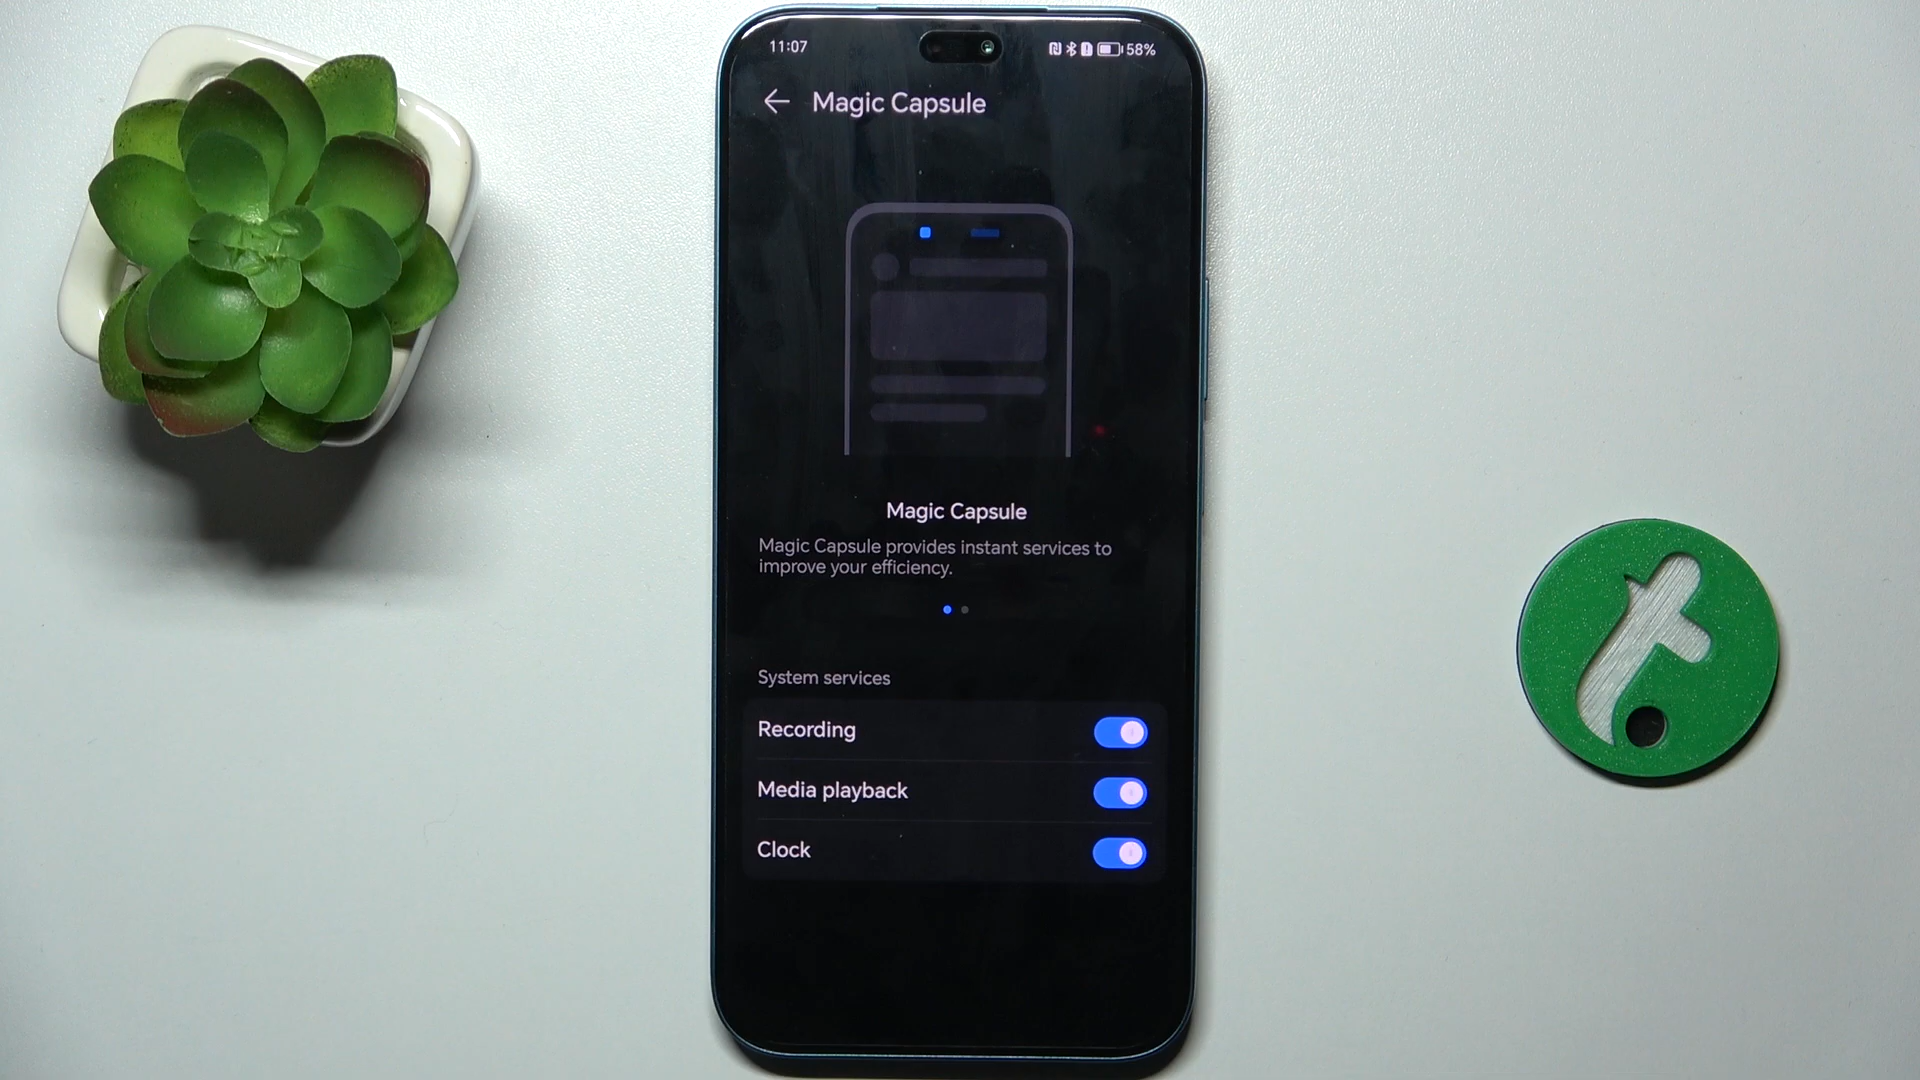 11:07
58%
Magic Capsule
Magic Capsule
Magic Capsule provides instant services to
improve your efficiency.
System services
Recording
Media playback
Clock